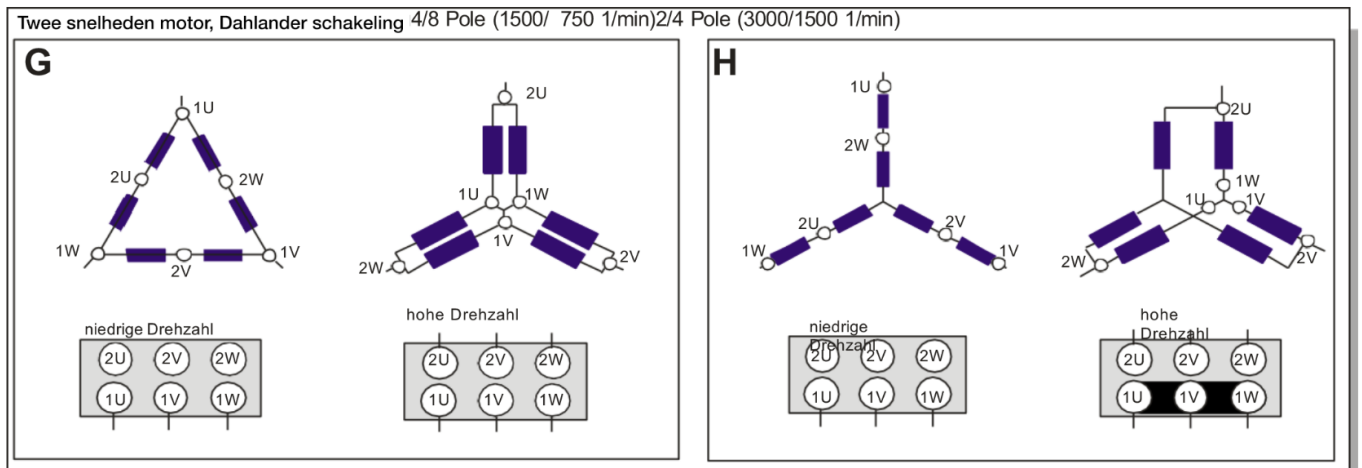 Twee snelheden motor, Dahlander schakeling 4/8 Pole (1500/ 750 1/min)2/4 Pole (3000/1500 1/min)
G
1U
2U
2W
1W
2V
1V
2U
1U
1W
1V
2W
2V
niedrige Drehzahl
2U 2V 2W
1U 1V 1W
hohe Drehzahl
2U 2V 2W
1U 1V 1W
H
1U
2W
2U
2V
1W
1V
2U
1W
1U
1V
2W
2V
niedrige
Drehzahl
2U 2V 2W
1U 1V 1W
hohe
Drehzahl
2U 2V 2W
1U 1V 1W